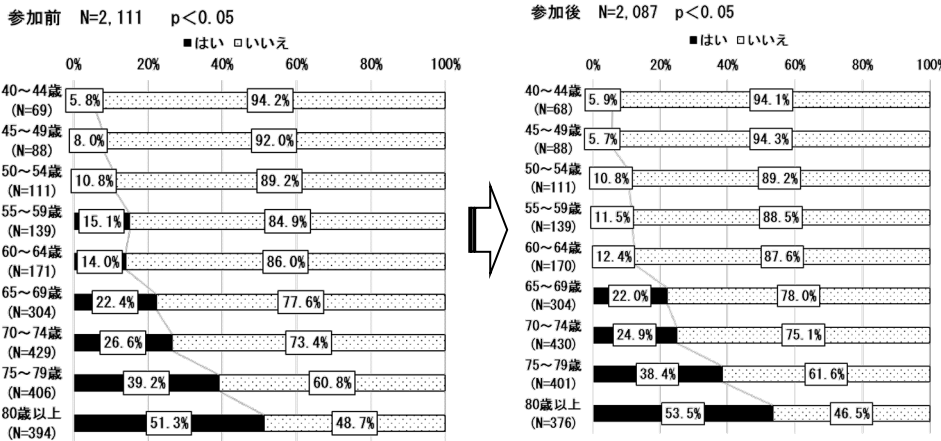 参加前 N=2,111 p<0.05
■はい □いいえ
0% 20% 40% 60% 80% 100%
40～44歳 5.8% 94.2%
(N=69)
45～49歳 8.0% 92.0%
(N=88)
50～54歳 10.8% 89.2%
(N=111)
55～59歳 15.1% 84.9%
(N=139)
60～64歳 14.0% 86.0%
(N=171)
65～69歳 22.4% 77.6%
(N=304)
70～74歳 26.6% 73.4%
(N=429)
75～79歳 39.2% 60.8%
(N=406)
80歳以上 51.3% 48.7%
(N=394)
参加後 N=2,087 p<0.05
■はい □いいえ
0% 20% 40% 60% 80% 100%
40～44歳 5.9% 94.1%
(N=68)
45～49歳 5.7% 94.3%
(N=88)
50～54歳 10.8% 89.2%
(N=111)
55～59歳 11.5% 88.5%
(N=139)
60～64歳 12.4% 87.6%
(N=170)
65～69歳 22.0% 78.0%
(N=304)
70～74歳 24.9% 75.1%
(N=430)
75～79歳 38.4% 61.6%
(N=401)
80歳以上 53.5% 46.5%
(N=376)
0% 20% 40% 60% 80% 100%